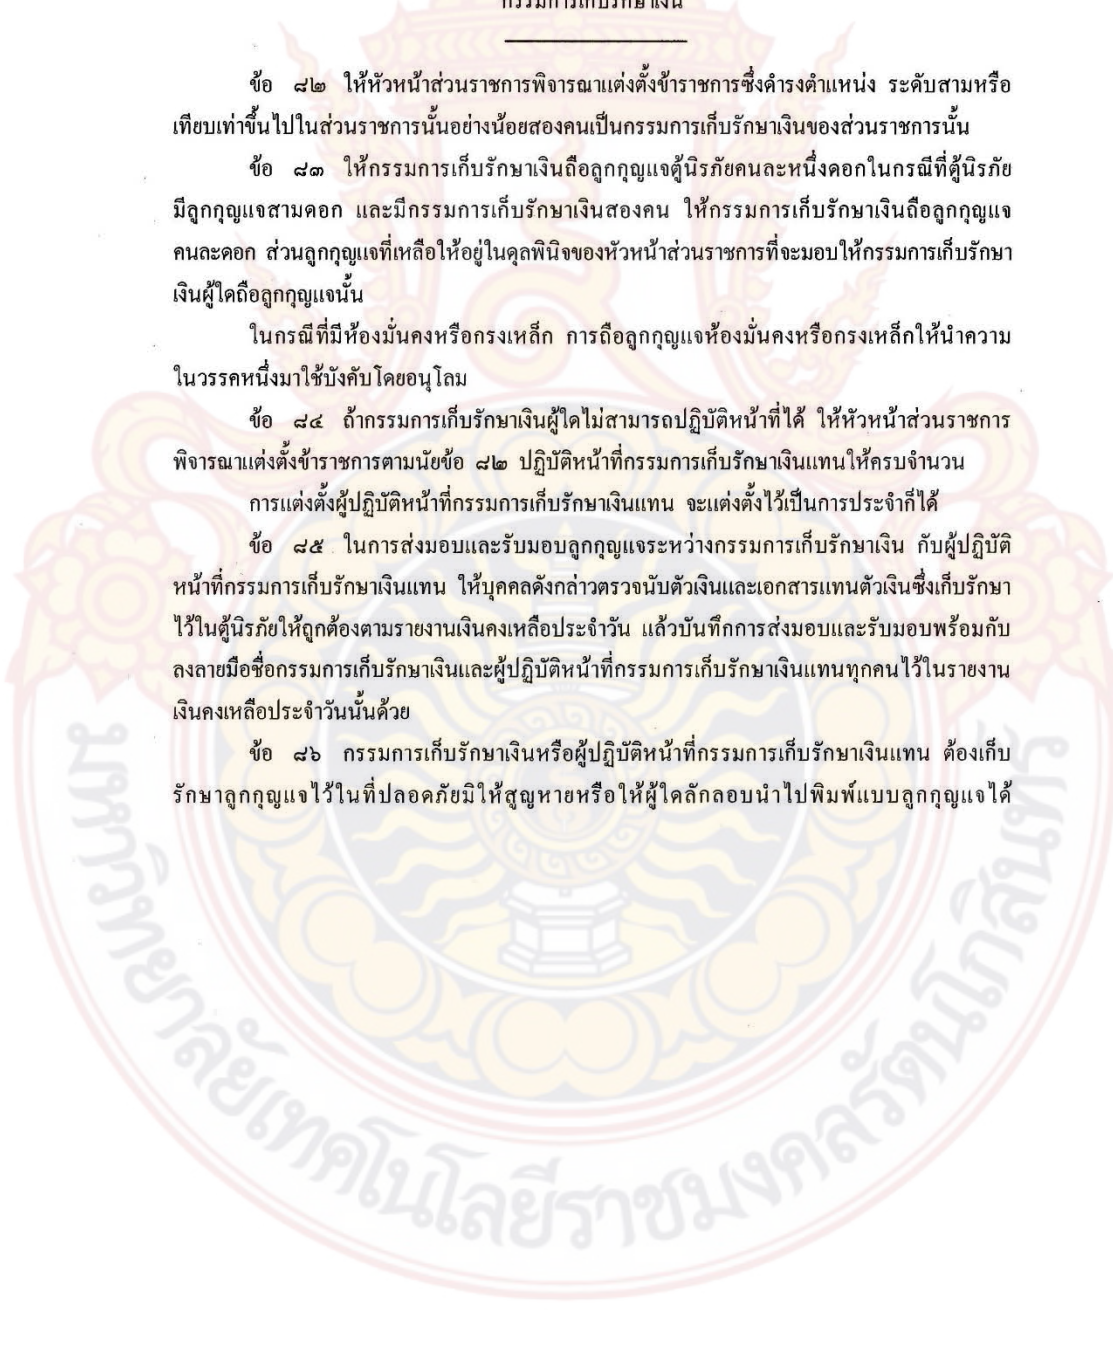 กรรมการเก็บรักษาเงิน
ข้อ ๘๒ ให้หัวหน้าส่วนราชการพิจารณาแต่งตั้งข้าราชการซึ่งดำรงตำแหน่ง ระดับสามหรือ
เทียบเท่าขึ้นไปในส่วนราชการนั้นอย่างน้อยสองคนเป็นกรรมการเก็บรักษาเงินของส่วนราชการนั้น
ข้อ ๘๓ ให้กรรมการเก็บรักษาเงินถือลูกกุญแจตู้นิรภัยคนละหนึ่งดอกในกรณีที่ตู้นิรภัย
มีลูกกุญแจสามดอก และมีกรรมการเก็บรักษาเงินสองคน ให้กรรมการเก็บรักษาเงินถือลูกกุญแจ
คนละดอก ส่วนลูกกุญแจที่เหลือให้อยู่ในดุลพินิจของหัวหน้าส่วนราชการที่จะมอบให้กรรมการเก็บรักษา
เงินผู้ใดถือลูกกุญแจนั้น
ในกรณีที่มีห้องมั่นคงหรือกรงเหล็ก การถือลูกกุญแจห้องมั่นคงหรือกรงเหล็กให้นำความ
ในวรรคหนึ่งมาใช้บังคับโดยอนุโลม
ข้อ ๘๔ ถ้ากรรมการเก็บรักษาเงินผู้ใดไม่สามารถปฏิบัติหน้าที่ได้ ให้หัวหน้าส่วนราชการ
พิจารณาแต่งตั้งข้าราชการตามนัยข้อ ๘๒ ปฏิบัติหน้าที่กรรมการเก็บรักษาเงินแทนให้ครบจำนวน
การแต่งตั้งผู้ปฏิบัติหน้าที่กรรมการเก็บรักษาเงินแทน จะแต่งตั้งไว้เป็นการประจำก็ได้
ข้อ ๘๕ ในการส่งมอบและรับมอบลูกกุญแจระหว่างกรรมการเก็บรักษาเงิน กับผู้ปฏิบัติ
หน้าที่กรรมการเก็บรักษาเงินแทน ให้บุคคลดังกล่าวตรวจนับตัวเงินและเอกสารแทนตัวเงินซึ่งเก็บรักษา
ไว้ในตู้นิรภัยให้ถูกต้องตามรายงานเงินคงเหลือประจำวัน แล้วบันทึกการส่งมอบและรับมอบพร้อมกับ
ลงลายมือชื่อกรรมการเก็บรักษาเงินและผู้ปฏิบัติหน้าที่กรรมการเก็บรักษาเงินแทนทุกคนไว้ในรายงาน
เงินคงเหลือประจำวันนั้นด้วย
ข้อ ๘๖ กรรมการเก็บรักษาเงินหรือผู้ปฏิบัติหน้าที่กรรมการเก็บรักษาเงินแทน ต้องเก็บ
รักษาลูกกุญแจไว้ในที่ปลอดภัยมิให้สูญหายหรือให้ผู้ใดลักลอบนำไปพิมพ์แบบลูกกุญแจได้
มหาวิทยาลัยเทคโนโลยีราชมงคลรัตนโกสินทร์